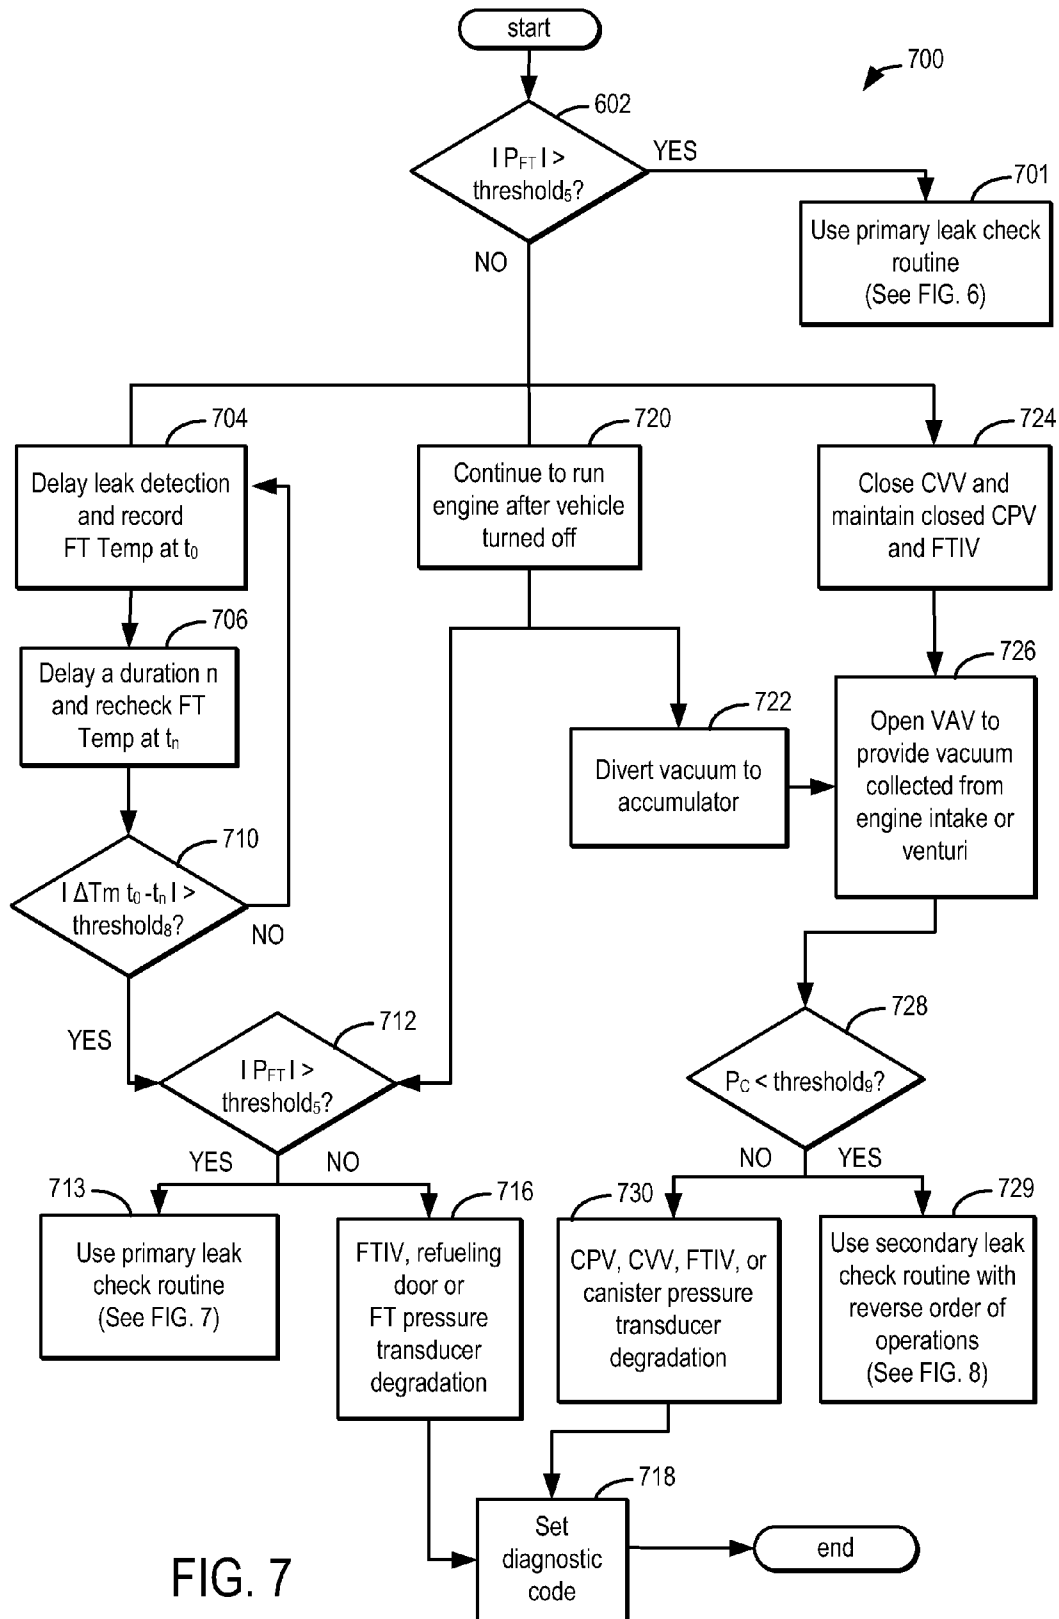 start
700
602
| P_FT | >
threshold₅?
YES
NO
701
Use primary leak check
routine
(See FIG. 6)
704
Delay leak detection
and record
FT Temp at t₀
720
Continue to run
engine after vehicle
turned off
724
Close CVV and
maintain closed CPV
and FTIV
706
Delay a duration n
and recheck FT
Temp at tₙ
722
Divert vacuum to
accumulator
726
Open VAV to
provide vacuum
collected from
engine intake or
venturi
710
| ΔTm t₀ -tₙ | >
threshold₈?
NO
YES
712
| P_FT | >
threshold₅?
YES
NO
728
P_C < threshold₉?
NO
YES
713
Use primary leak
check routine
(See FIG. 7)
716
FTIV, refueling
door or
FT pressure
transducer
degradation
730
CPV, CVV, FTIV, or
canister pressure
transducer
degradation
729
Use secondary leak
check routine with
reverse order of
operations
(See FIG. 8)
718
Set
diagnostic
code
end
FIG. 7